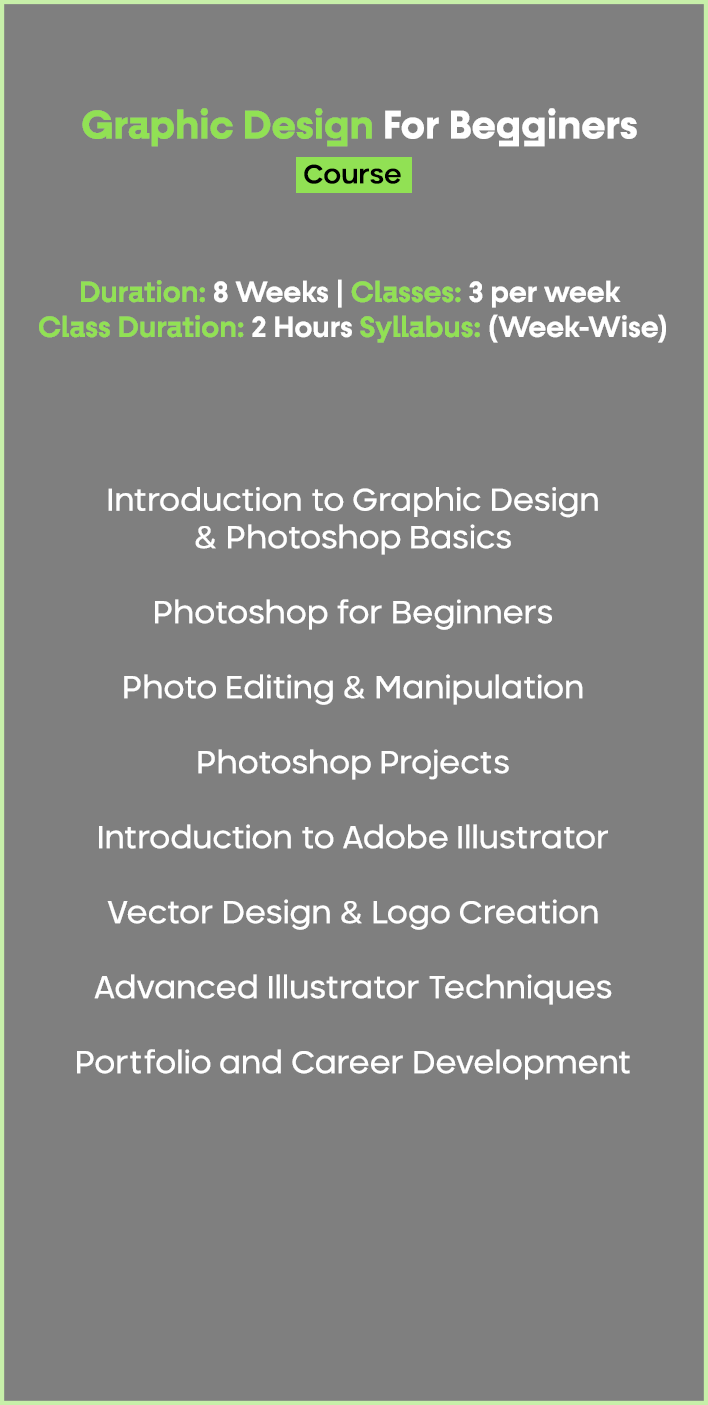 Graphic Design For Begginers
Course
Duration: 8 Weeks | Classes: 3 per week
Class Duration: 2 Hours Syllabus: (Week-Wise)
Introduction to Graphic Design
& Photoshop Basics
Photoshop for Beginners
Photo Editing & Manipulation
Photoshop Projects
Introduction to Adobe Illustrator
Vector Design & Logo Creation
Advanced Illustrator Techniques
Portfolio and Career Development